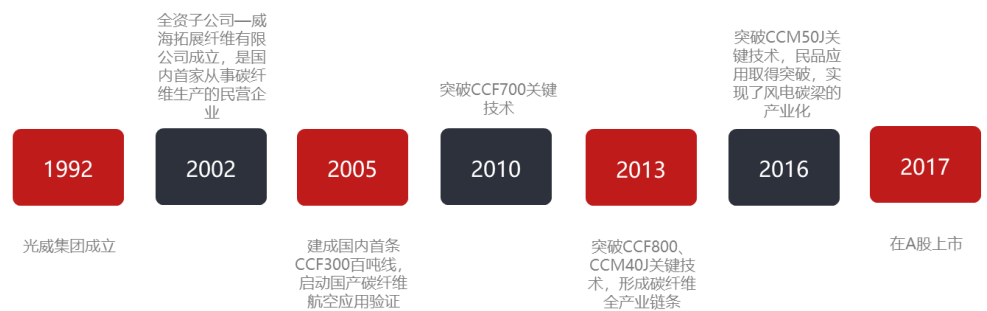 1992
光威集团成立
全资子公司—威
海拓展纤维有限
公司成立，是国
内首家从事碳纤
维生产的民营企
业
2002
2005
建成国内首条
CCF300百吨线，
启动国产碳纤维
航空应用验证
突破CCF700关键
技术
2010
2013
突破CCF800、
CCM40J关键技
术，形成碳纤维
全产业链条
突破CCM50J关
键技术，民品应
用取得突破，实
现了风电碳梁的
产业化
2016
2017
在A股上市